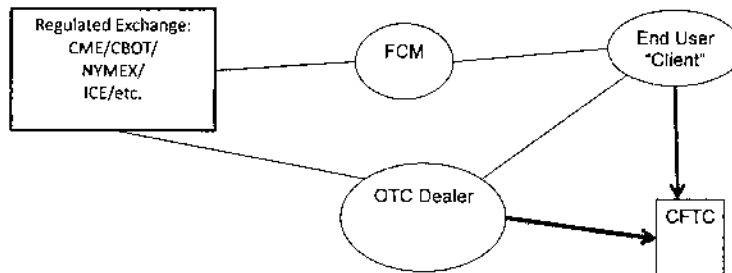 Regulated Exchange:
CME/CBOT/
NYMEX/
ICE/etc.
FCM
End User
"Client"
OTC Dealer
CFTC